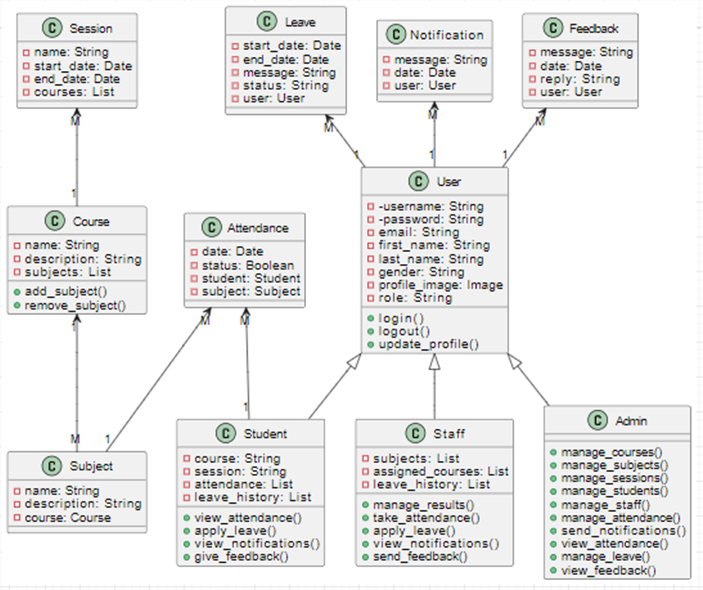 C Session
name: String
start_date: Date
end_date: Date
courses: List
C Leave
start_date: Date
end_date: Date
message: String
status: String
user: User
C Notification
message: String
date: Date
user: User
C Feedback
message: String
date: Date
reply: String
user: User
M
M
M
M
1
1
1
1
C Course
name: String
description: String
subjects: List
add_subject()
remove_subject()
C Attendance
date: Date
status: Boolean
student: Student
subject: Subject
C User
-username: String
-password: String
email: String
first_name: String
last_name: String
gender: String
profile_image: Image
role: String
login()
logout()
update_profile()
1
M
M
M
1
1
C Subject
name: String
description: String
course: Course
C Student
course: String
session: String
attendance: List
leave_history: List
view_attendance()
apply_leave()
view_notifications()
give_feedback()
C Staff
subjects: List
assigned_courses: List
leave_history: List
manage_results()
take_attendance()
apply_leave()
view_notifications()
send_feedback()
C Admin
manage_courses()
manage_subjects()
manage_sessions()
manage_students()
manage_staff()
manage_attendance()
send_notifications()
view_attendance()
manage_leave()
view_feedback()